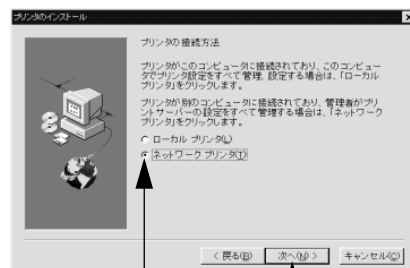 プリンタのインストール
プリンタの接続方法
プリンタがこのコンピュータに接続されており、このコンピュー
タでプリンタ設定をすべて管理、設定する場合は、「ローカル
プリンタ」をクリックします。
プリンタが別のコンピュータに接続されており、管理者がプリ
ントサーバーの設定をすべて管理する場合は、「ネットワーク
プリンタ」をクリックします。
ローカル プリンタ(L)
ネットワーク プリンタ(T)
< 戻る(B)
次へ(N) >
キャンセル(C)